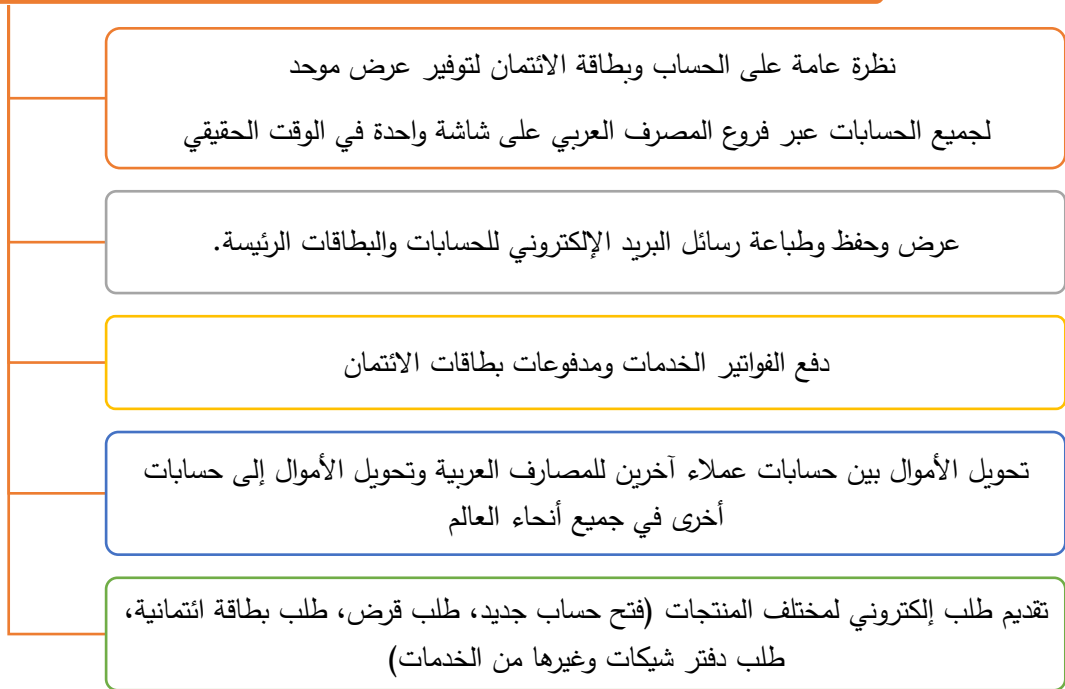 نظرة عامة على الحساب وبطاقة الائتمان لتوفير عرض موحد
لجميع الحسابات عبر فروع المصرف العربي على شاشة واحدة في الوقت الحقيقي
عرض وحفظ وطباعة رسائل البريد الإلكتروني للحسابات والبطاقات الرئيسة.
دفع الفواتير الخدمات ومدفوعات بطاقات الائتمان
تحويل الأموال بين حسابات عملاء آخرين للمصارف العربية وتحويل الأموال إلى حسابات
أخرى في جميع أنحاء العالم
تقديم طلب إلكتروني لمختلف المنتجات (فتح حساب جديد، طلب قرض، طلب بطاقة ائتمانية،
طلب دفتر شيكات وغيرها من الخدمات)